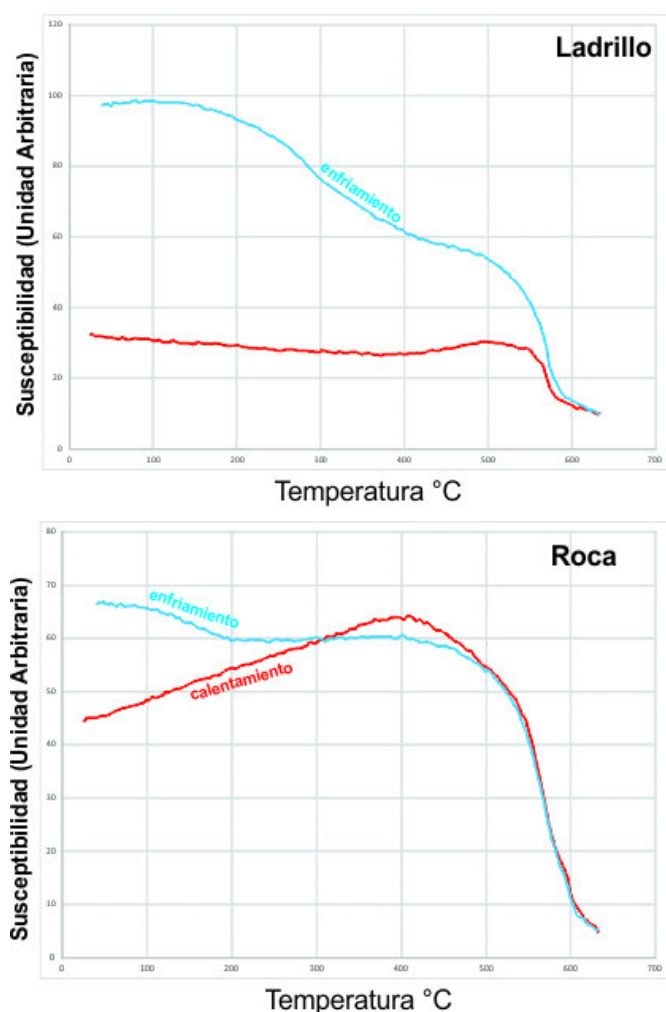 Ladrillo
Susceptibilidad (Unidad Arbitraria)
120
100
80
60
40
20
0
enfriamiento
0 100 200 300 400 500 600 700
Temperatura °C
Roca
Susceptibilidad (Unidad Arbitraria)
80
70
60
50
40
30
20
10
0
enfriamiento
calentamiento
0 100 200 300 400 500 600 700
Temperatura °C